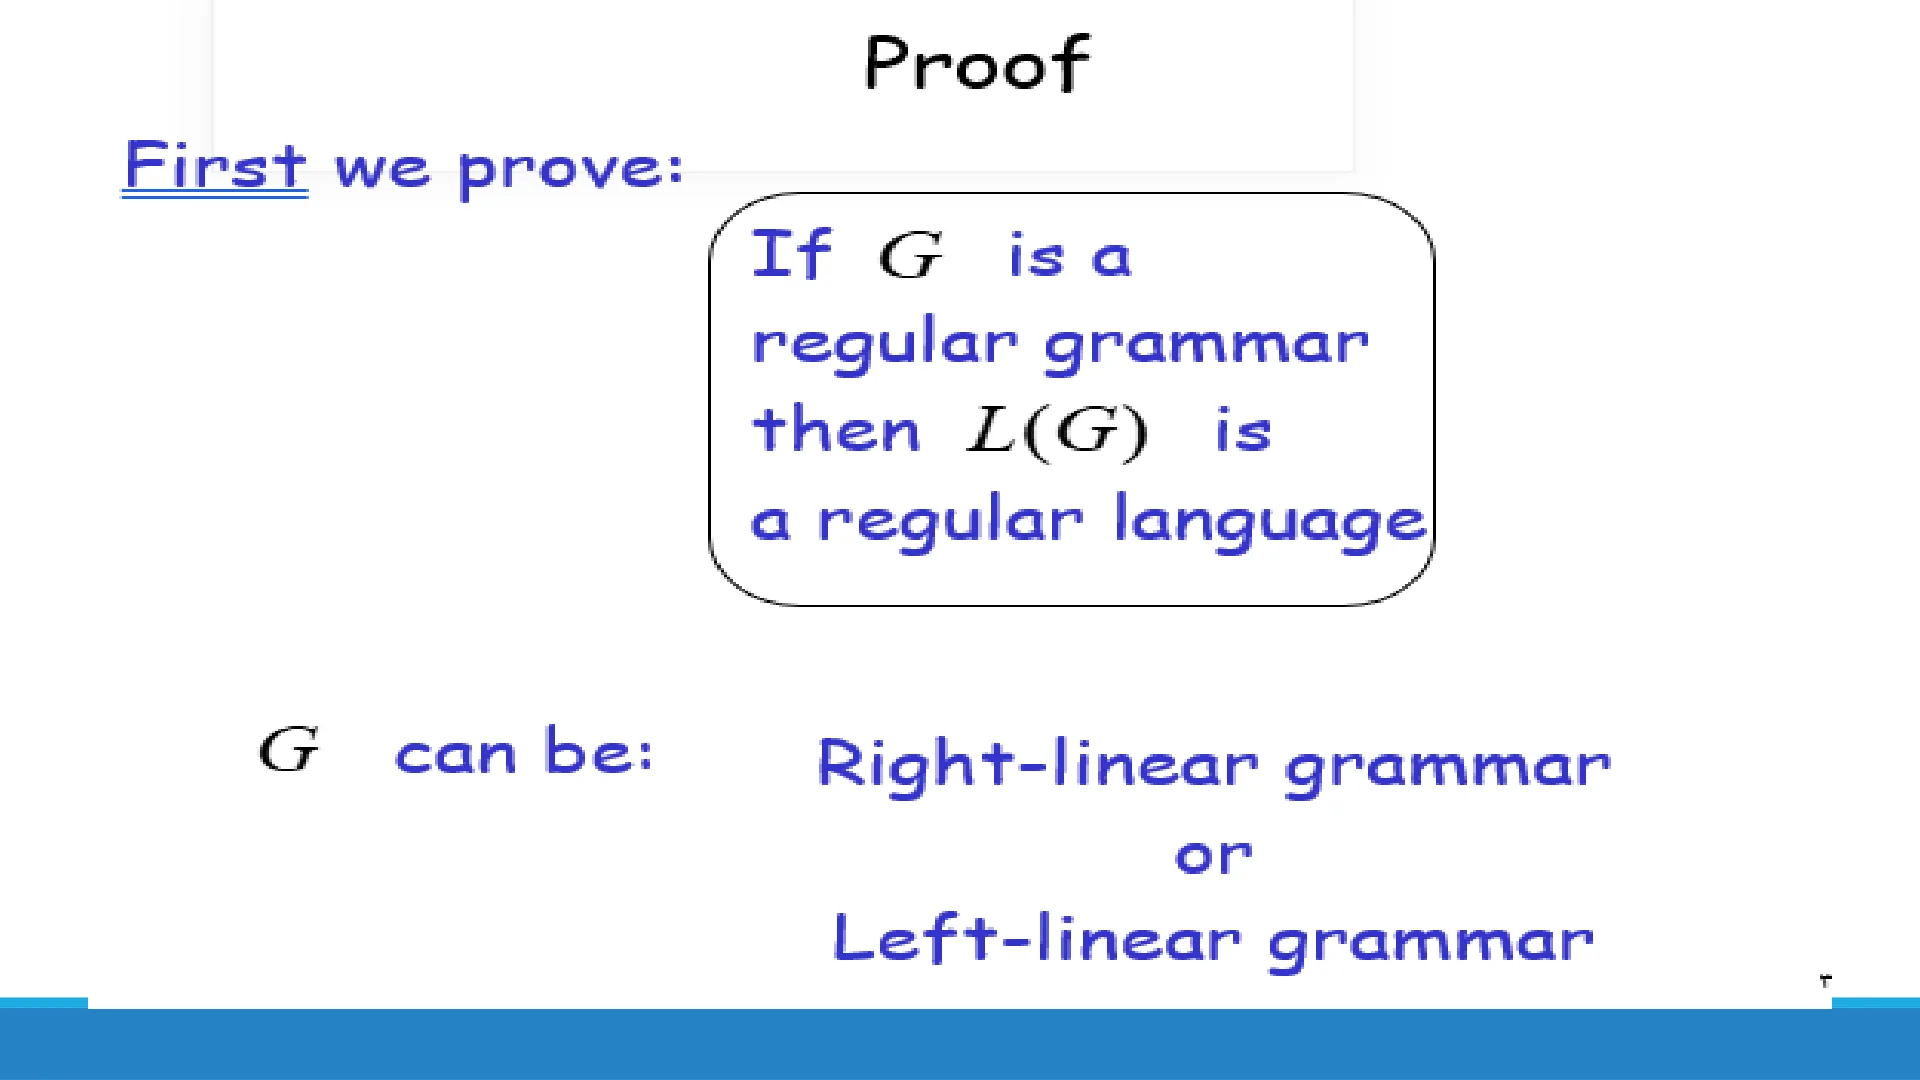 Proof
First we prove:
If G is a
regular grammar
then L(G) is
a regular language
G can be: Right-linear grammar
or
Left-linear grammar
۳